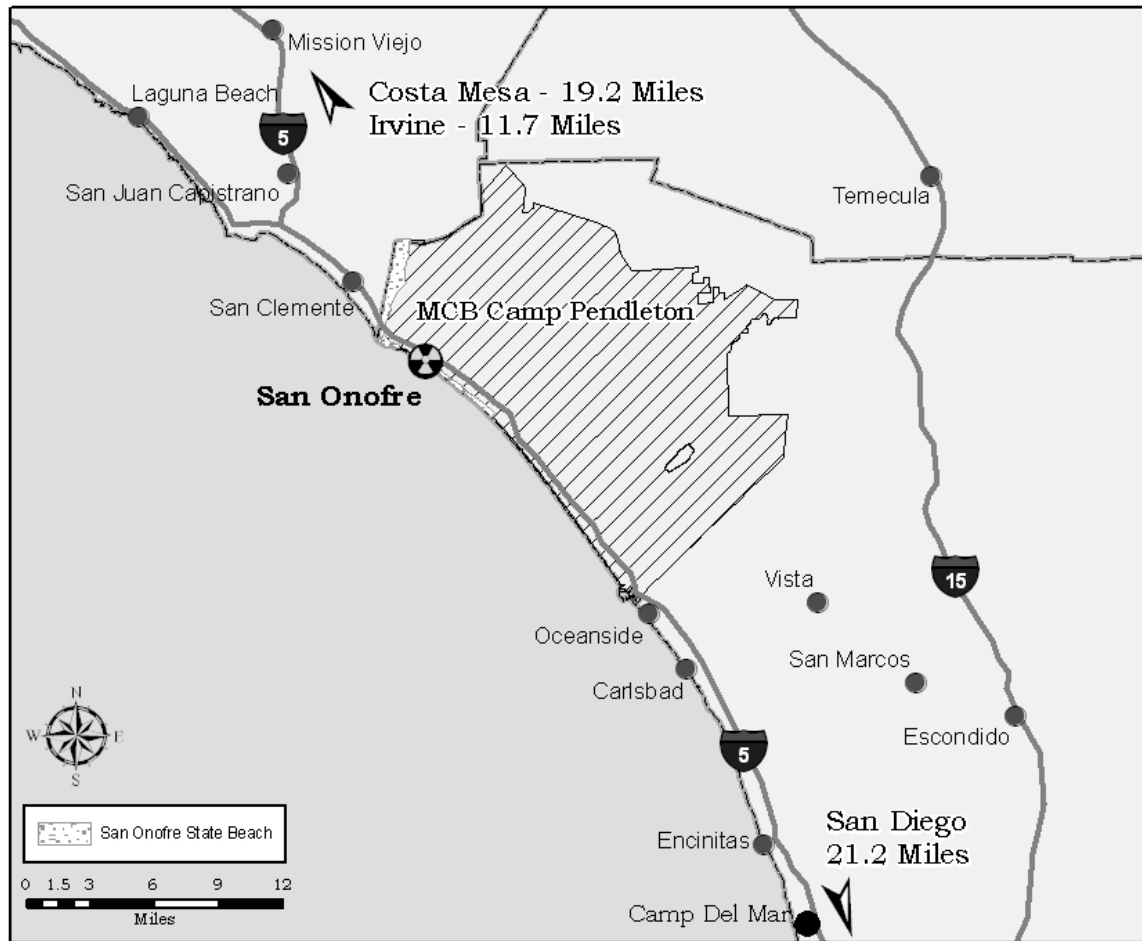 Mission Viejo
Laguna Beach
Costa Mesa - 19.2 Miles
Irvine - 11.7 Miles
5
San Juan Capistrano
Temecula
San Clemente
MCB Camp Pendleton
San Onofre
15
Vista
Oceanside
San Marcos
Carlsbad
Escondido
5
N
W
E
S
San Onofre State Beach
San Diego
21.2 Miles
Encinitas
0 1.5 3 6 9 12
Miles
Camp Del Mar